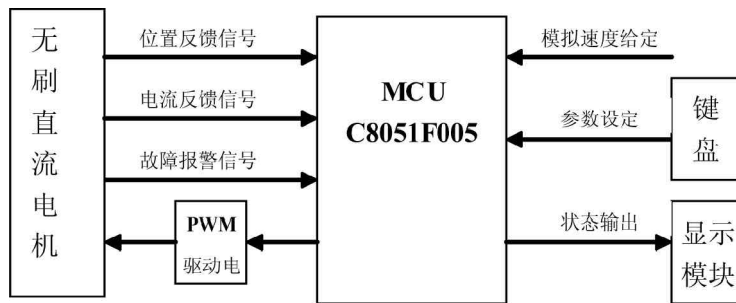 无刷直流电机
位置反馈信号
电流反馈信号
故障报警信号
PWM
驱动电
MCU
C8051F005
模拟速度给定
参数设定
状态输出
键盘
显示
模块